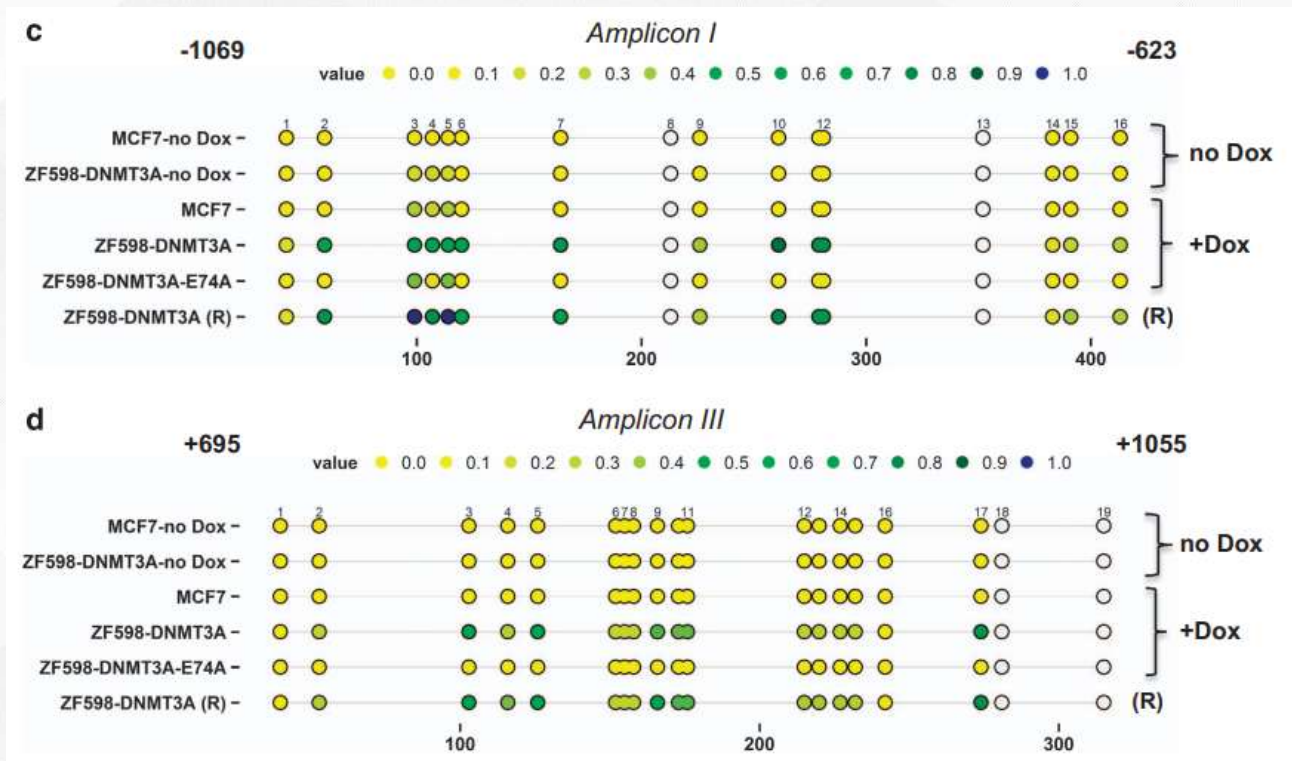 c
Amplicon I
-1069
-623
value 0.0 0.1 0.2 0.3 0.4 0.5 0.6 0.7 0.8 0.9 1.0
1 2 3 4 5 6 7 8 9 10 12 13 14 15 16
MCF7-no Dox
ZF598-DNMT3A-no Dox
no Dox
MCF7
ZF598-DNMT3A
+Dox
ZF598-DNMT3A-E74A
ZF598-DNMT3A (R)
(R)
100 200 300 400
d
Amplicon III
+695
+1055
value 0.0 0.1 0.2 0.3 0.4 0.5 0.6 0.7 0.8 0.9 1.0
1 2 3 4 5 6 7 8 9 11 12 14 16 17 18 19
MCF7-no Dox
ZF598-DNMT3A-no Dox
no Dox
MCF7
ZF598-DNMT3A
+Dox
ZF598-DNMT3A-E74A
ZF598-DNMT3A (R)
(R)
100 200 300